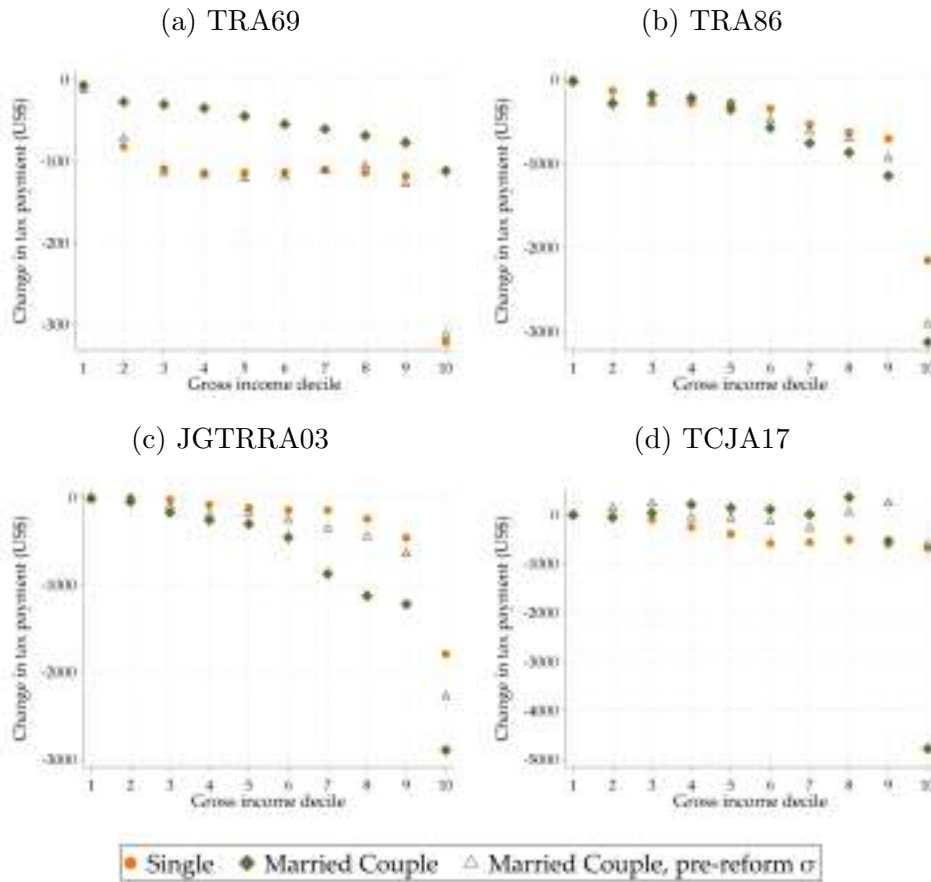 (a) TRA69
(b) TRA86
Change in tax payment (US$)
0
-100
-200
-300
1 2 3 4 5 6 7 8 9 10
Gross income decile
Change in tax payment (US$)
0
-1000
-2000
-3000
1 2 3 4 5 6 7 8 9 10
Gross income decile
(c) JGTRRA03
(d) TCJA17
Change in tax payment (US$)
0
-1000
-2000
-3000
1 2 3 4 5 6 7 8 9 10
Gross income decile
Change in tax payment (US$)
0
-1000
-2000
-3000
-4000
-5000
1 2 3 4 5 6 7 8 9 10
Gross income decile
Single Married Couple Married Couple, pre-reform σ